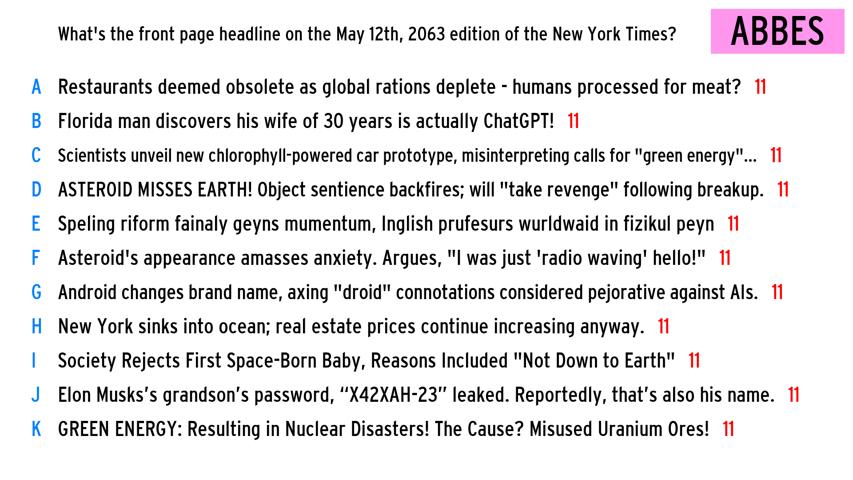 What's the front page headline on the May 12th, 2063 edition of the New York Times? ABBES
A Restaurants deemed obsolete as global rations deplete - humans processed for meat? 11
B Florida man discovers his wife of 30 years is actually ChatGPT! 11
C Scientists unveil new chlorophyll-powered car prototype, misinterpreting calls for "green energy"... 11
D ASTEROID MISSES EARTH! Object sentience backfires; will "take revenge" following breakup. 11
E Speling riform fainaly geyns mumentum, Inglish prufesurs wurldwaid in fizikul peyn 11
F Asteroid's appearance amasses anxiety. Argues, "I was just 'radio waving' hello!" 11
G Android changes brand name, axing "droid" connotations considered pejorative against AIs. 11
H New York sinks into ocean; real estate prices continue increasing anyway. 11
I Society Rejects First Space-Born Baby, Reasons Included "Not Down to Earth" 11
J Elon Musks’s grandson’s password, “X42XAH-23” leaked. Reportedly, that’s also his name. 11
K GREEN ENERGY: Resulting in Nuclear Disasters! The Cause? Misused Uranium Ores! 11